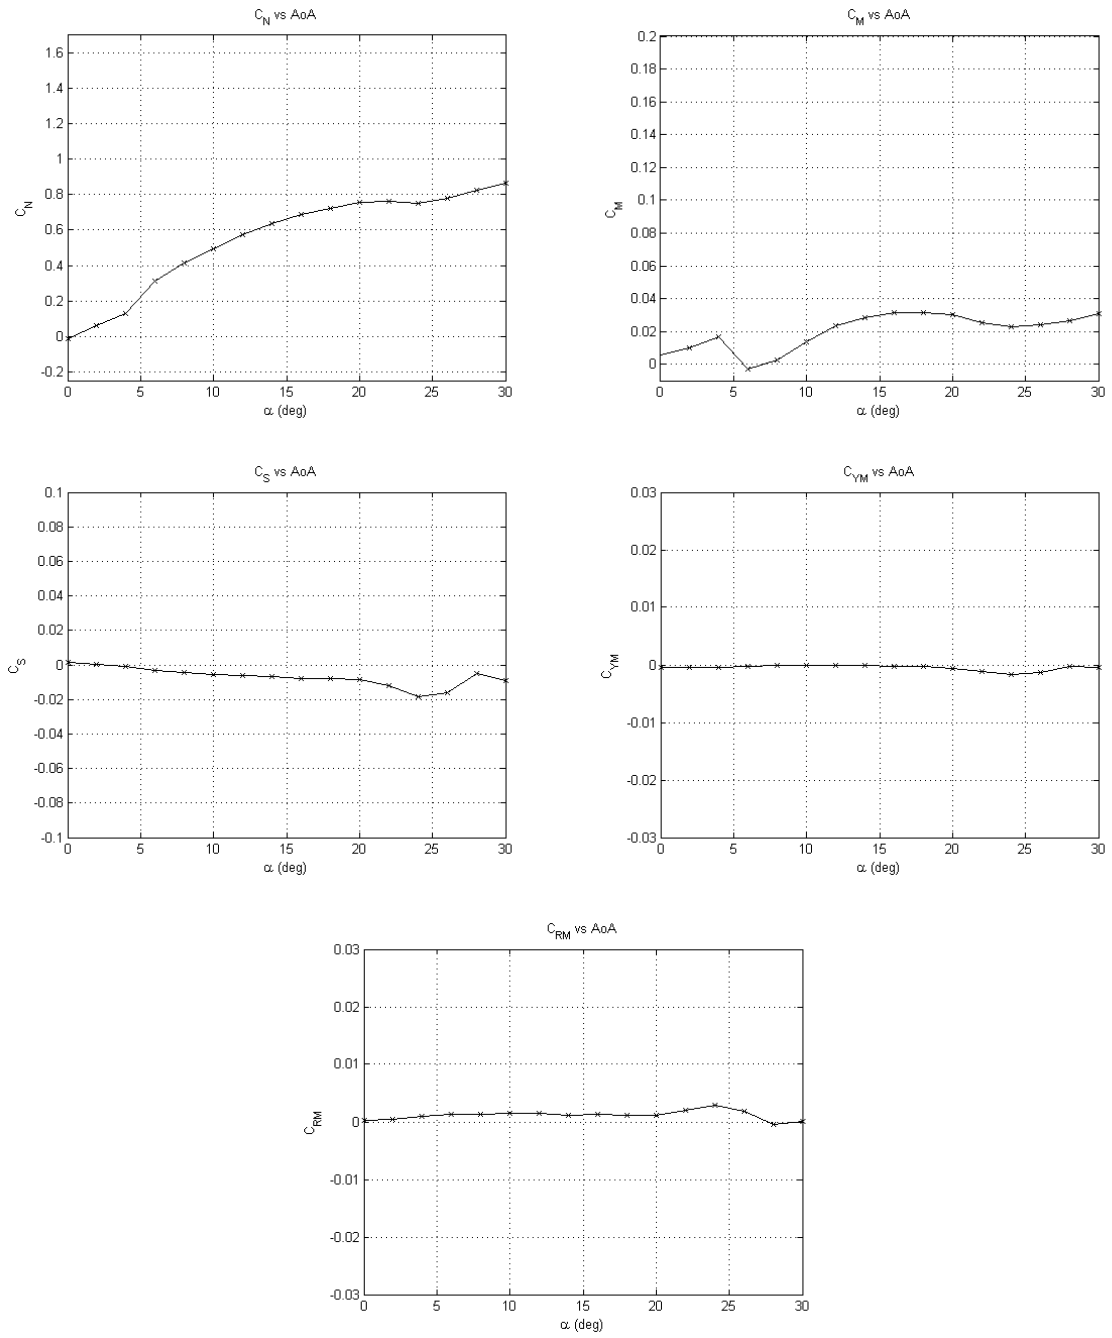 C_N vs AoA
1.6
1.4
1.2
1
0.8
0.6
0.4
0.2
0
-0.2
C_N
0 5 10 15 20 25 30
α (deg)
C_M vs AoA
0.2
0.18
0.16
0.14
0.12
0.1
0.08
0.06
0.04
0.02
0
C_M
0 5 10 15 20 25 30
α (deg)
C_S vs AoA
0.1
0.08
0.06
0.04
0.02
0
-0.02
-0.04
-0.06
-0.08
-0.1
C_S
0 5 10 15 20 25 30
α (deg)
C_YM vs AoA
0.03
0.02
0.01
0
-0.01
-0.02
-0.03
C_YM
0 5 10 15 20 25 30
α (deg)
C_RM vs AoA
0.03
0.02
0.01
0
-0.01
-0.02
-0.03
C_RM
0 5 10 15 20 25 30
α (deg)